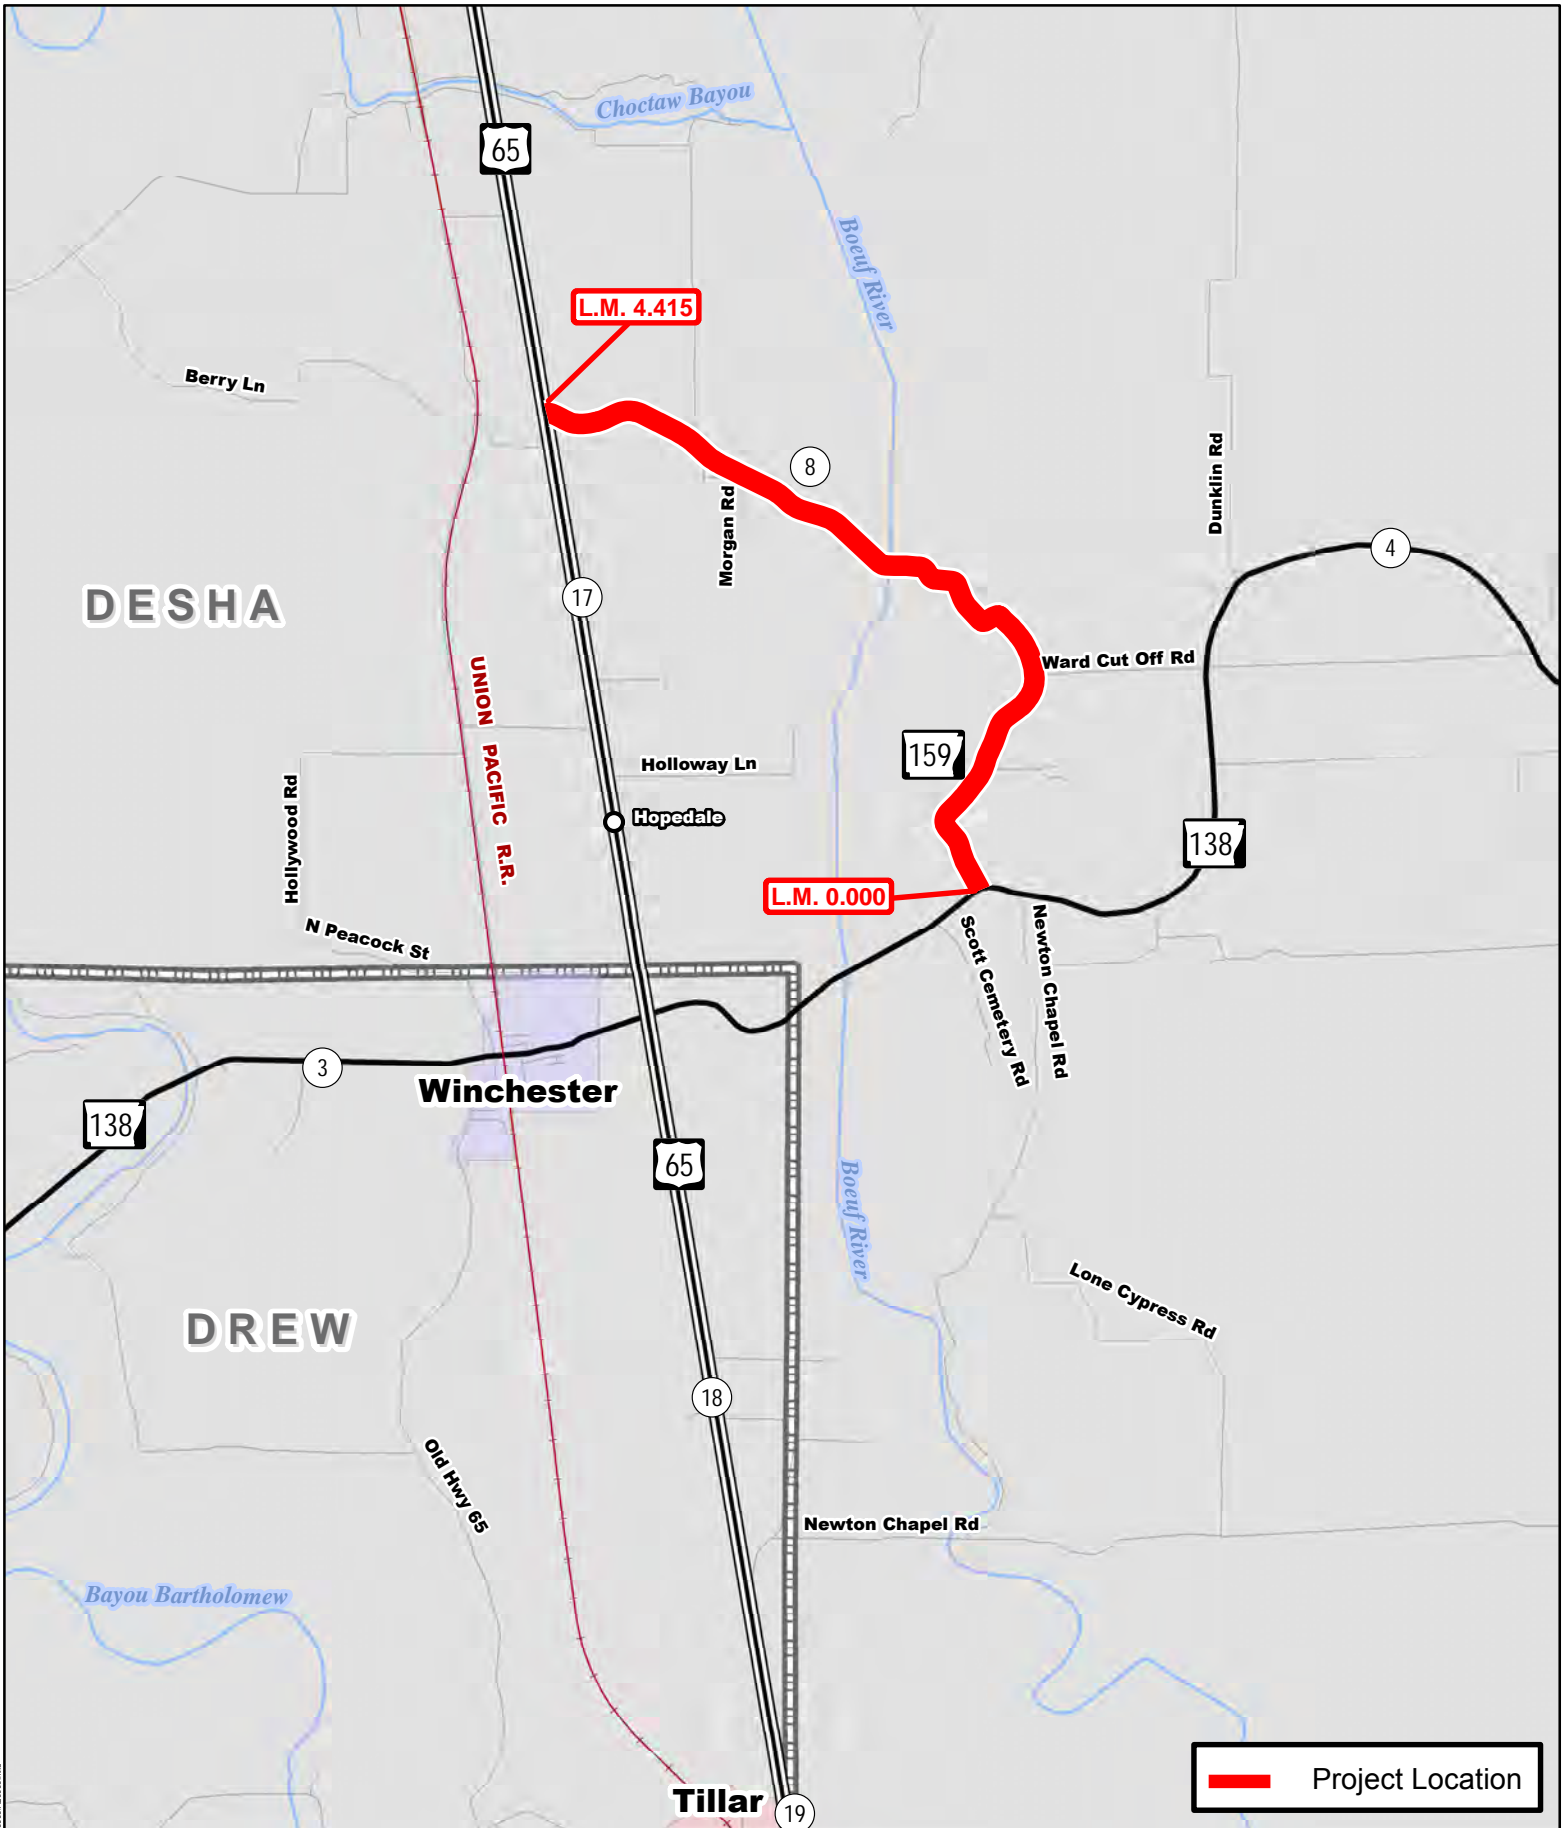 Choctaw Bayou
65
Boeuf River
L.M. 4.415
Berry Ln
8
Dunklin Rd
Morgan Rd
4
17
DESHA
UNION PACIFIC R.R.
Ward Cut Off Rd
159
Holloway Ln
Hollywood Rd
Hopedale
138
L.M. 0.000
N Peacock St
Scott Cemetery Rd
Newton Chapel Rd
3
Winchester
138
65
Boeuf River
Lone Cypress Rd
DREW
18
Old Hwy 65
Newton Chapel Rd
Bayou Bartholomew
Project Location
Tillar
19